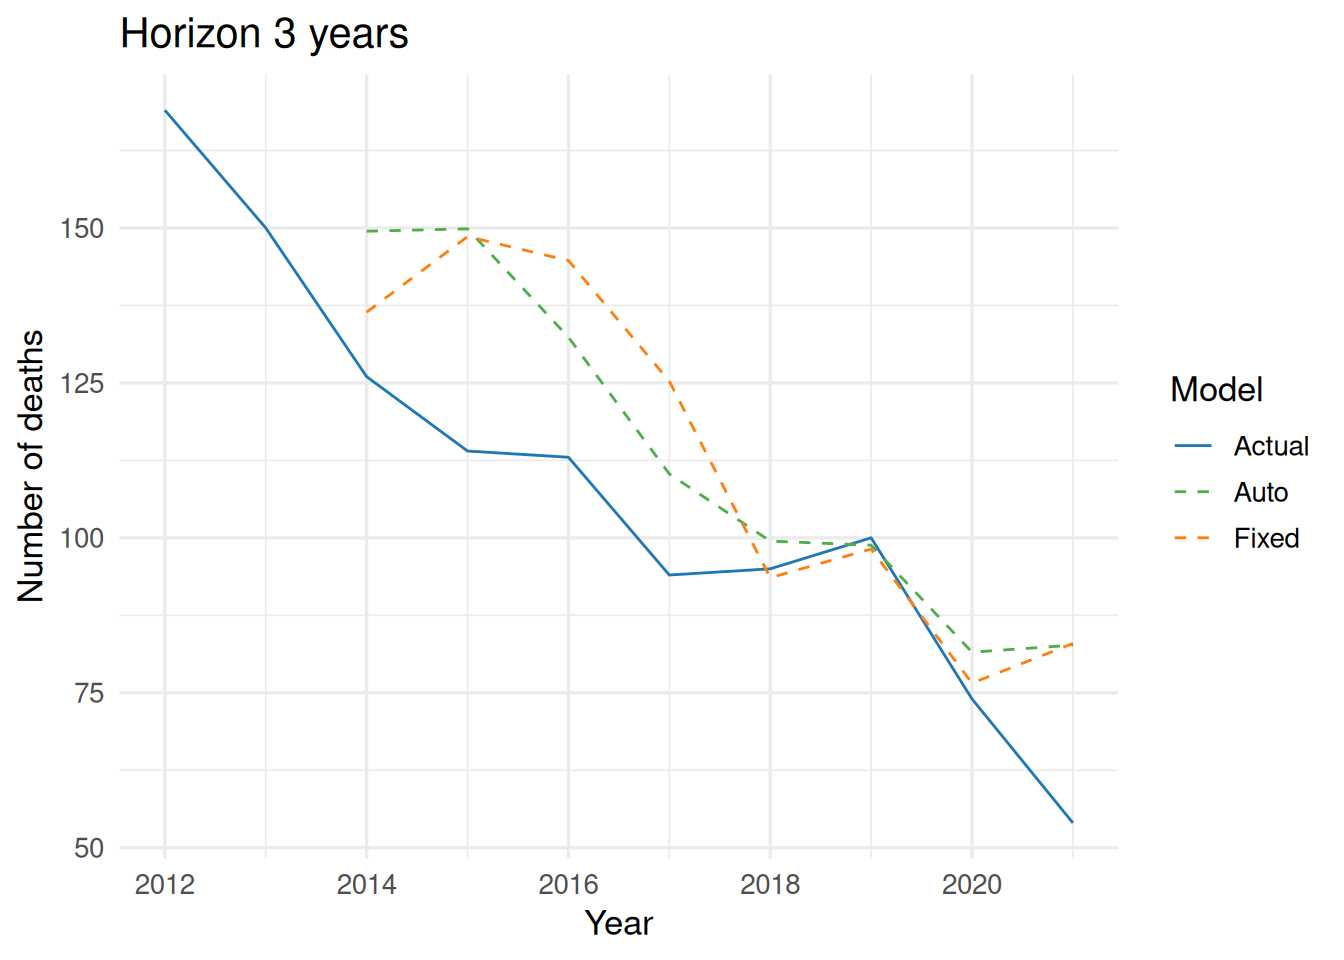 Horizon 3 years
Number of deaths
150
125
100
75
50
2012 2014 2016 2018 2020
Year
Model
Actual
Auto
Fixed